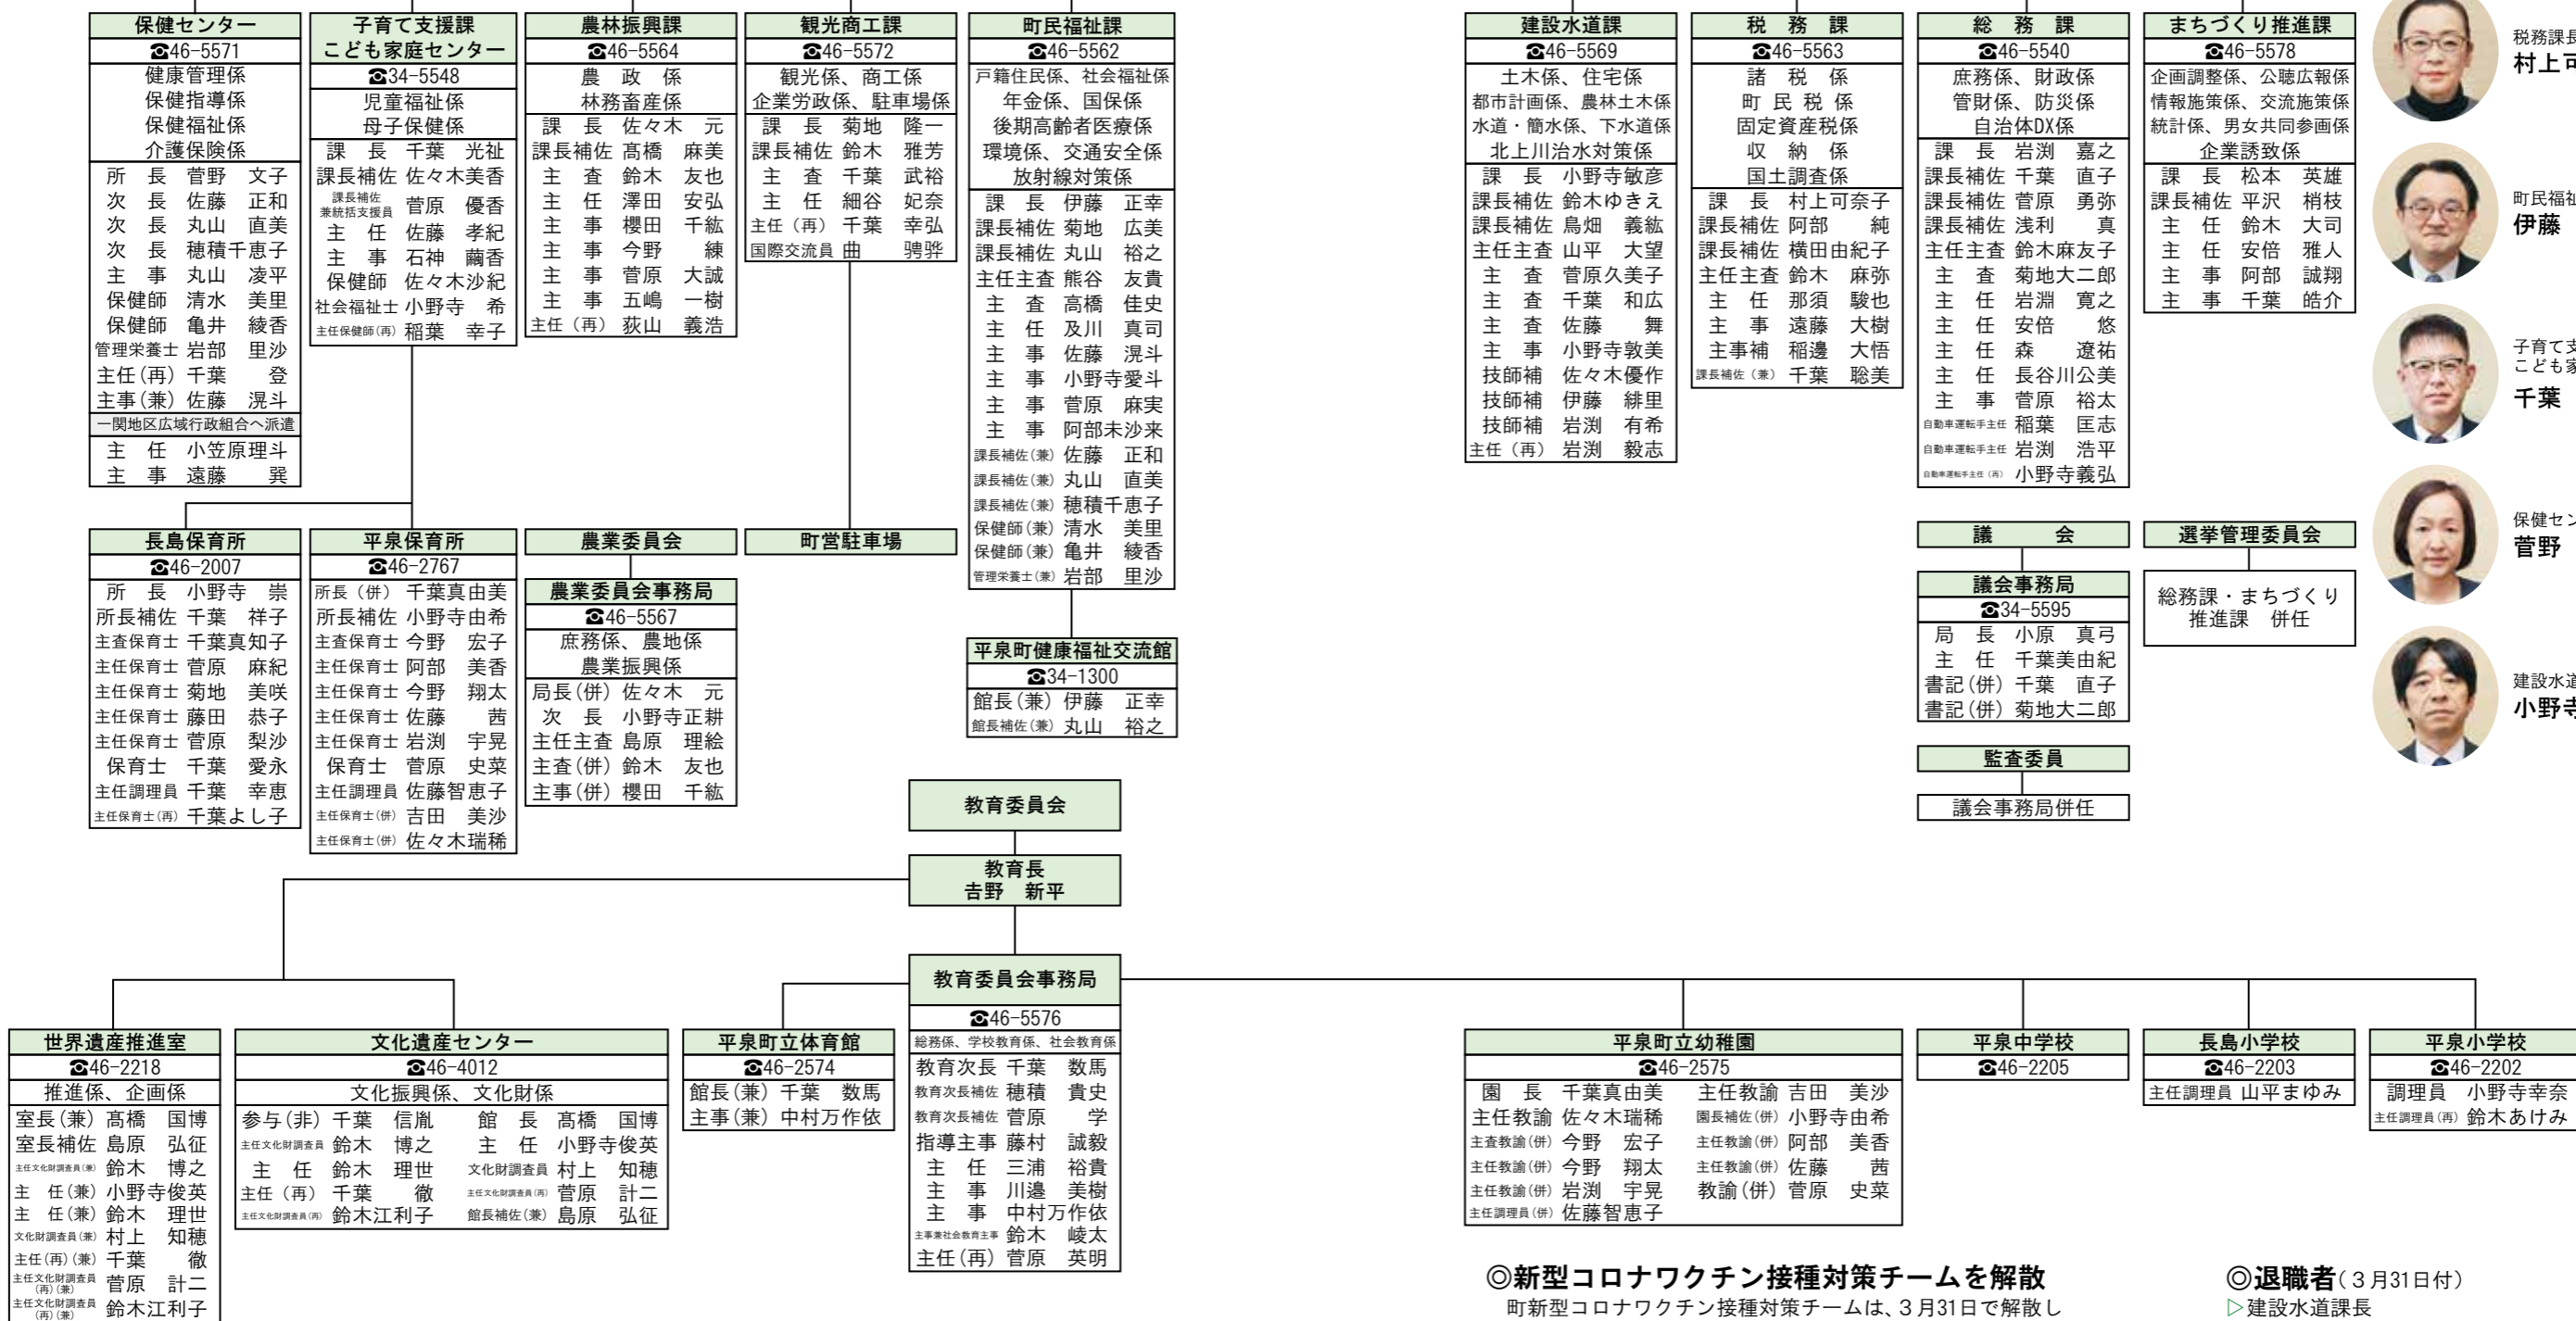 保健センター
☎46-5571
健康管理係
保健指導係
保健福祉係
介護保険係
所　長 菅野　文子
次　長 佐藤　正和
次　長 丸山　直美
次　長 穂積千恵子
主　事 丸山　凌平
保健師 清水　美里
保健師 亀井　綾香
管理栄養士 岩部　里沙
主任(再) 千葉　　登
主事(兼) 佐藤　滉斗
一関地区広域行政組合へ派遣
主　任 小笠原理斗
主　事 遠藤　　巽
子育て支援課
こども家庭センター
☎34-5548
児童福祉係
母子保健係
課　長 千葉　光祉
課長補佐 佐々木美香
課長補佐
兼統括支援員 菅原　優香
主　任 佐藤　孝紀
主　事 石神　繭香
保健師 佐々木沙紀
社会福祉士 小野寺　希
主任保健師(再) 稲葉　幸子
農林振興課
☎46-5564
農　政　係
林務畜産係
課　長 佐々木　元
課長補佐 髙橋　麻美
主　査 鈴木　友也
主　任 澤田　安弘
主　事 櫻田　千紘
主　事 今野　　練
主　事 菅原　大誠
主　事 五嶋　一樹
主任（再） 荻山　義浩
観光商工課
☎46-5572
観光係、商工係
企業労政係、駐車場係
課　長 菊地　隆一
課長補佐 鈴木　雅芳
主　査 千葉　武裕
主　任 細谷　妃奈
主任（再） 千葉　幸弘
国際交流員 曲　　骋骅
町民福祉課
☎46-5562
戸籍住民係、社会福祉係
年金係、国保係
後期高齢者医療係
環境係、交通安全係
放射線対策係
課　長 伊藤　正幸
課長補佐 菊地　広美
課長補佐 丸山　裕之
主任主査 熊谷　友貴
主　査 高橋　佳史
主　任 及川　真司
主　事 佐藤　滉斗
主　事 小野寺愛斗
主　事 菅原　麻実
主　事 阿部未沙来
課長補佐(兼) 佐藤　正和
課長補佐(兼) 丸山　直美
課長補佐(兼) 穂積千恵子
保健師(兼) 清水　美里
保健師(兼) 亀井　綾香
管理栄養士(兼) 岩部　里沙
建設水道課
☎46-5569
土木係、住宅係
都市計画係、農林土木係
水道・簡水係、下水道係
北上川治水対策係
課　長 小野寺敏彦
課長補佐 鈴木ゆきえ
課長補佐 鳥畑　義紘
主任主査 山平　大望
主　査 菅原久美子
主　査 千葉　和広
主　査 佐藤　　舞
主　事 小野寺敦美
技師補 佐々木優作
技師補 伊藤　緋里
技師補 岩渕　有希
主任（再） 岩渕　毅志
税　務　課
☎46-5563
諸　税　係
町　民　税　係
固定資産税係
収　納　係
国土調査係
課　長 村上可奈子
課長補佐 阿部　　純
課長補佐 横田由紀子
主任主査 鈴木　麻弥
主　任 那須　駿也
主　事 遠藤　大樹
主事補 稲邊　大悟
課長補佐（兼） 千葉　聡美
総　務　課
☎46-5540
庶務係、財政係
管財係、防災係
自治体DX係
課　長 岩渕　嘉之
課長補佐 千葉　直子
課長補佐 菅原　勇弥
課長補佐 浅利　　真
主任主査 鈴木麻友子
主　査 菊地大二郎
主　任 岩淵　寛之
主　任 安倍　　悠
主　任 森　　遼祐
主　任 長谷川公美
主　事 菅原　裕太
自動車運転手主任 稲葉　匡志
自動車運転手主任 岩渕　浩平
自動車運転手主任（再） 小野寺義弘
まちづくり推進課
☎46-5578
企画調整係、公聴広報係
情報施策係、交流施策係
統計係、男女共同参画係
企業誘致係
課　長 松本　英雄
課長補佐 平沢　梢枝
主　任 鈴木　大司
主　任 安倍　雅人
主　事 阿部　誠翔
主　事 千葉　皓介
税務課長
村上可
町民福祉
伊藤
子育て支
こども家
千葉
保健セン
菅野
建設水道
小野寺
長島保育所
☎46-2007
所　長 小野寺　崇
所長補佐 千葉　祥子
主査保育士 千葉真知子
主任保育士 菅原　麻紀
主任保育士 菊地　美咲
主任保育士 藤田　恭子
主任保育士 菅原　梨沙
保育士 千葉　愛永
主任調理員 千葉　幸恵
主任保育士(再) 千葉よし子
平泉保育所
☎46-2767
所長（併） 千葉真由美
所長補佐 小野寺由希
主査保育士 今野　宏子
主任保育士 阿部　美香
主任保育士 今野　翔太
主任保育士 佐藤　　茜
主任保育士 岩渕　宇晃
保育士 菅原　史菜
主任調理員 佐藤智恵子
主任保育士(併) 吉田　美沙
主任保育士(併) 佐々木瑞稀
農業委員会
農業委員会事務局
☎46-5567
庶務係、農地係
農業振興係
局長(併) 佐々木　元
次　長 小野寺正耕
主任主査 島原　理絵
主査(併) 鈴木　友也
主事(併) 櫻田　千紘
町営駐車場
平泉町健康福祉交流館
☎34-1300
館長(兼) 伊藤　正幸
館長補佐(兼) 丸山　裕之
議　　会
議会事務局
☎34-5595
局　長 小原　真弓
主　任 千葉美由紀
書記(併) 千葉　直子
書記(併) 菊地大二郎
選挙管理委員会
総務課・まちづくり
推進課　併任
監査委員
議会事務局併任
教育委員会
教育長
吉野　新平
教育委員会事務局
☎46-5576
総務係、学校教育係、社会教育係
教育次長 千葉　数馬
教育次長補佐 穂積　貴史
教育次長補佐 菅原　　学
指導主事 藤村　誠毅
主　任 三浦　裕貴
主　事 川邉　美樹
主　事 中村万作依
主事兼社会教育主事 鈴木　崚太
主任(再) 菅原　英明
世界遺産推進室
☎46-2218
推進係、企画係
室長(兼) 髙橋　国博
室長補佐 島原　弘征
主任文化財調査員(兼) 鈴木　博之
主　任(兼) 小野寺俊英
主　任(兼) 鈴木　理世
文化財調査員(兼) 村上　知穂
主任(再)(兼) 千葉　　徹
主任文化財調査員
(再)(兼) 菅原　計二
主任文化財調査員
(再)(兼) 鈴木江利子
文化遺産センター
☎46-4012
文化振興係、文化財係
参与(非) 千葉　信胤　館　長 髙橋　国博
主任文化財調査員 鈴木　博之　主　任 小野寺俊英
主　任 鈴木　理世　文化財調査員 村上　知穂
主任（再） 千葉　　徹　主任文化財調査員(再) 菅原　計二
主任文化財調査員(再) 鈴木江利子　館長補佐(兼) 島原　弘征
平泉町立体育館
☎46-2574
館長(兼) 千葉　数馬
主事(兼) 中村万作依
平泉町立幼稚園
☎46-2575
園　長 千葉真由美　主任教諭 吉田　美沙
主任教諭 佐々木瑞稀　園長補佐(併) 小野寺由希
主査教諭(併) 今野　宏子　主任教諭(併) 阿部　美香
主任教諭(併) 今野　翔太　主任教諭(併) 佐藤　　茜
主任教諭(併) 岩渕　宇晃　教諭(併) 菅原　史菜
主任調理員(併) 佐藤智恵子
平泉中学校
☎46-2205
長島小学校
☎46-2203
主任調理員 山平まゆみ
平泉小学校
☎46-2202
調理員 小野寺幸奈
主任調理員(再) 鈴木あけみ
◎新型コロナワクチン接種対策チームを解散
町新型コロナワクチン接種対策チームは、３月31日で解散し
◎退職者(３月31日付)
▷建設水道課長